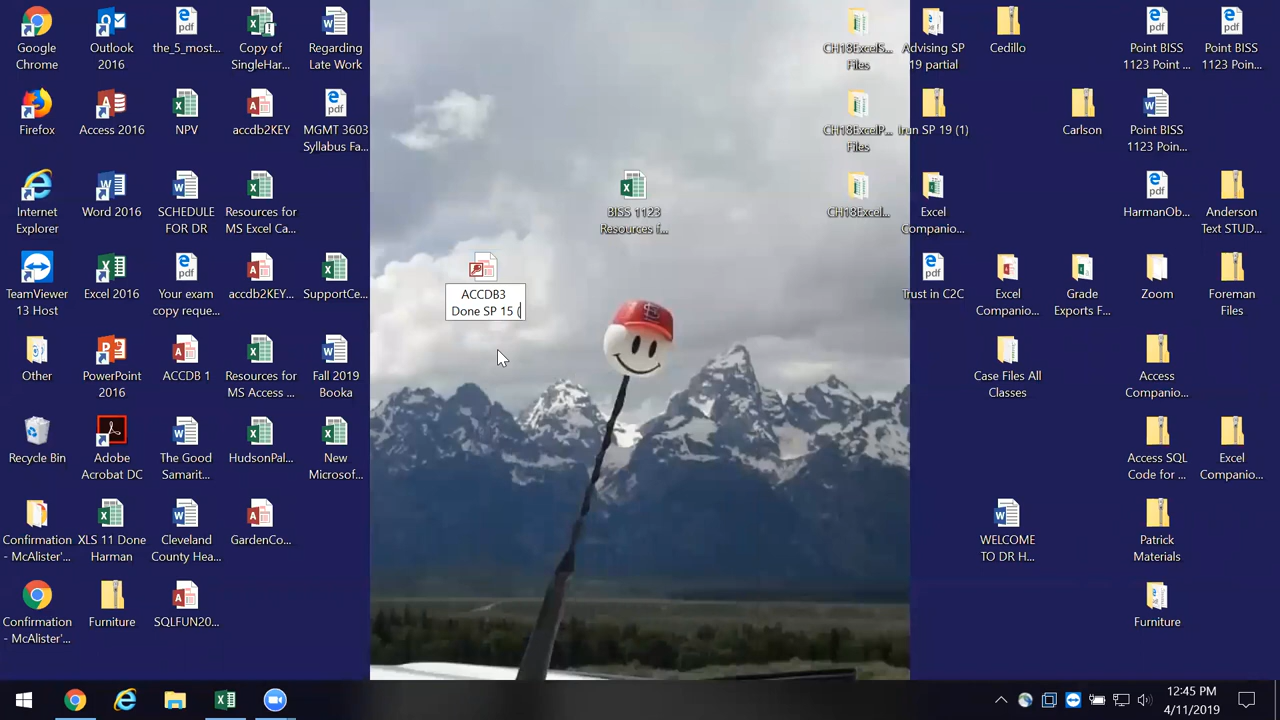 Google
Chrome
Outlook
2016
the_5_most...
Copy of
SingleHar...
Regarding
Late Work
CH18ExcelS...
Files
Advising SP
19 partial
Cedillo
Point BISS
1123 Point ...
Point BISS
1123 Poin...
Firefox
Access 2016
NPV
accdb2KEY
MGMT 3603
Syllabus Fa...
CH18ExcelP...
Files
SP 19 (1)
Carlson
Point BISS
1123 Poin...
Internet
Explorer
Word 2016
SCHEDULE
FOR DR
Resources for
MS Excel Ca...
BISS 1123
Resources i...
CH18Excel...
Excel
Companio...
HarmanOb...
Anderson
Text STUD...
TeamViewer
13 Host
Excel 2016
Your exam
copy reque...
accdb2KEY...
SupportCe...
ACCDB3
Done SP 15 (
Trust in C2C
Excel
Companio...
Grade
Exports F...
Zoom
Foreman
Files
Other
PowerPoint
2016
ACCDB 1
Resources for
MS Access ...
Fall 2019
Booka
Case Files All
Classes
Access
Companio...
Recycle Bin
Adobe
Acrobat DC
The Good
Samarit...
HudsonPal...
New
Microsof...
Access SQL
Code for ...
Excel
Companio...
Confirmation
- McAlister'...
XLS 11 Done
Harman
Cleveland
County Hea...
GardenCo...
WELCOME
TO DR H...
Patrick
Materials
Confirmation
- McAlister'...
Furniture
SQLFUN20...
Furniture
12:45 PM
4/11/2019